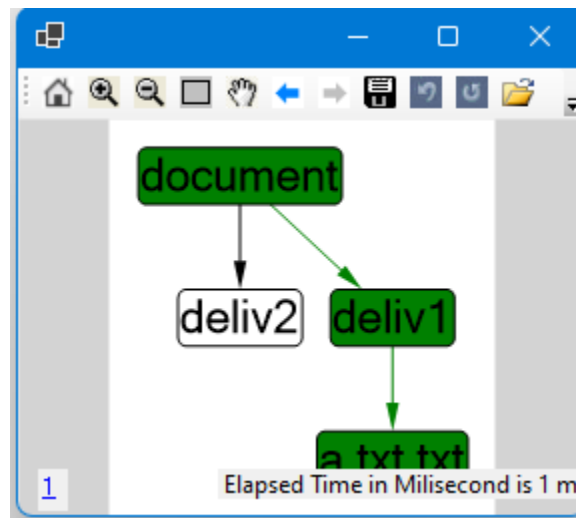 document
deliv2 deliv1
a.txt.txt
1 Elapsed Time in Milisecond is 1 m